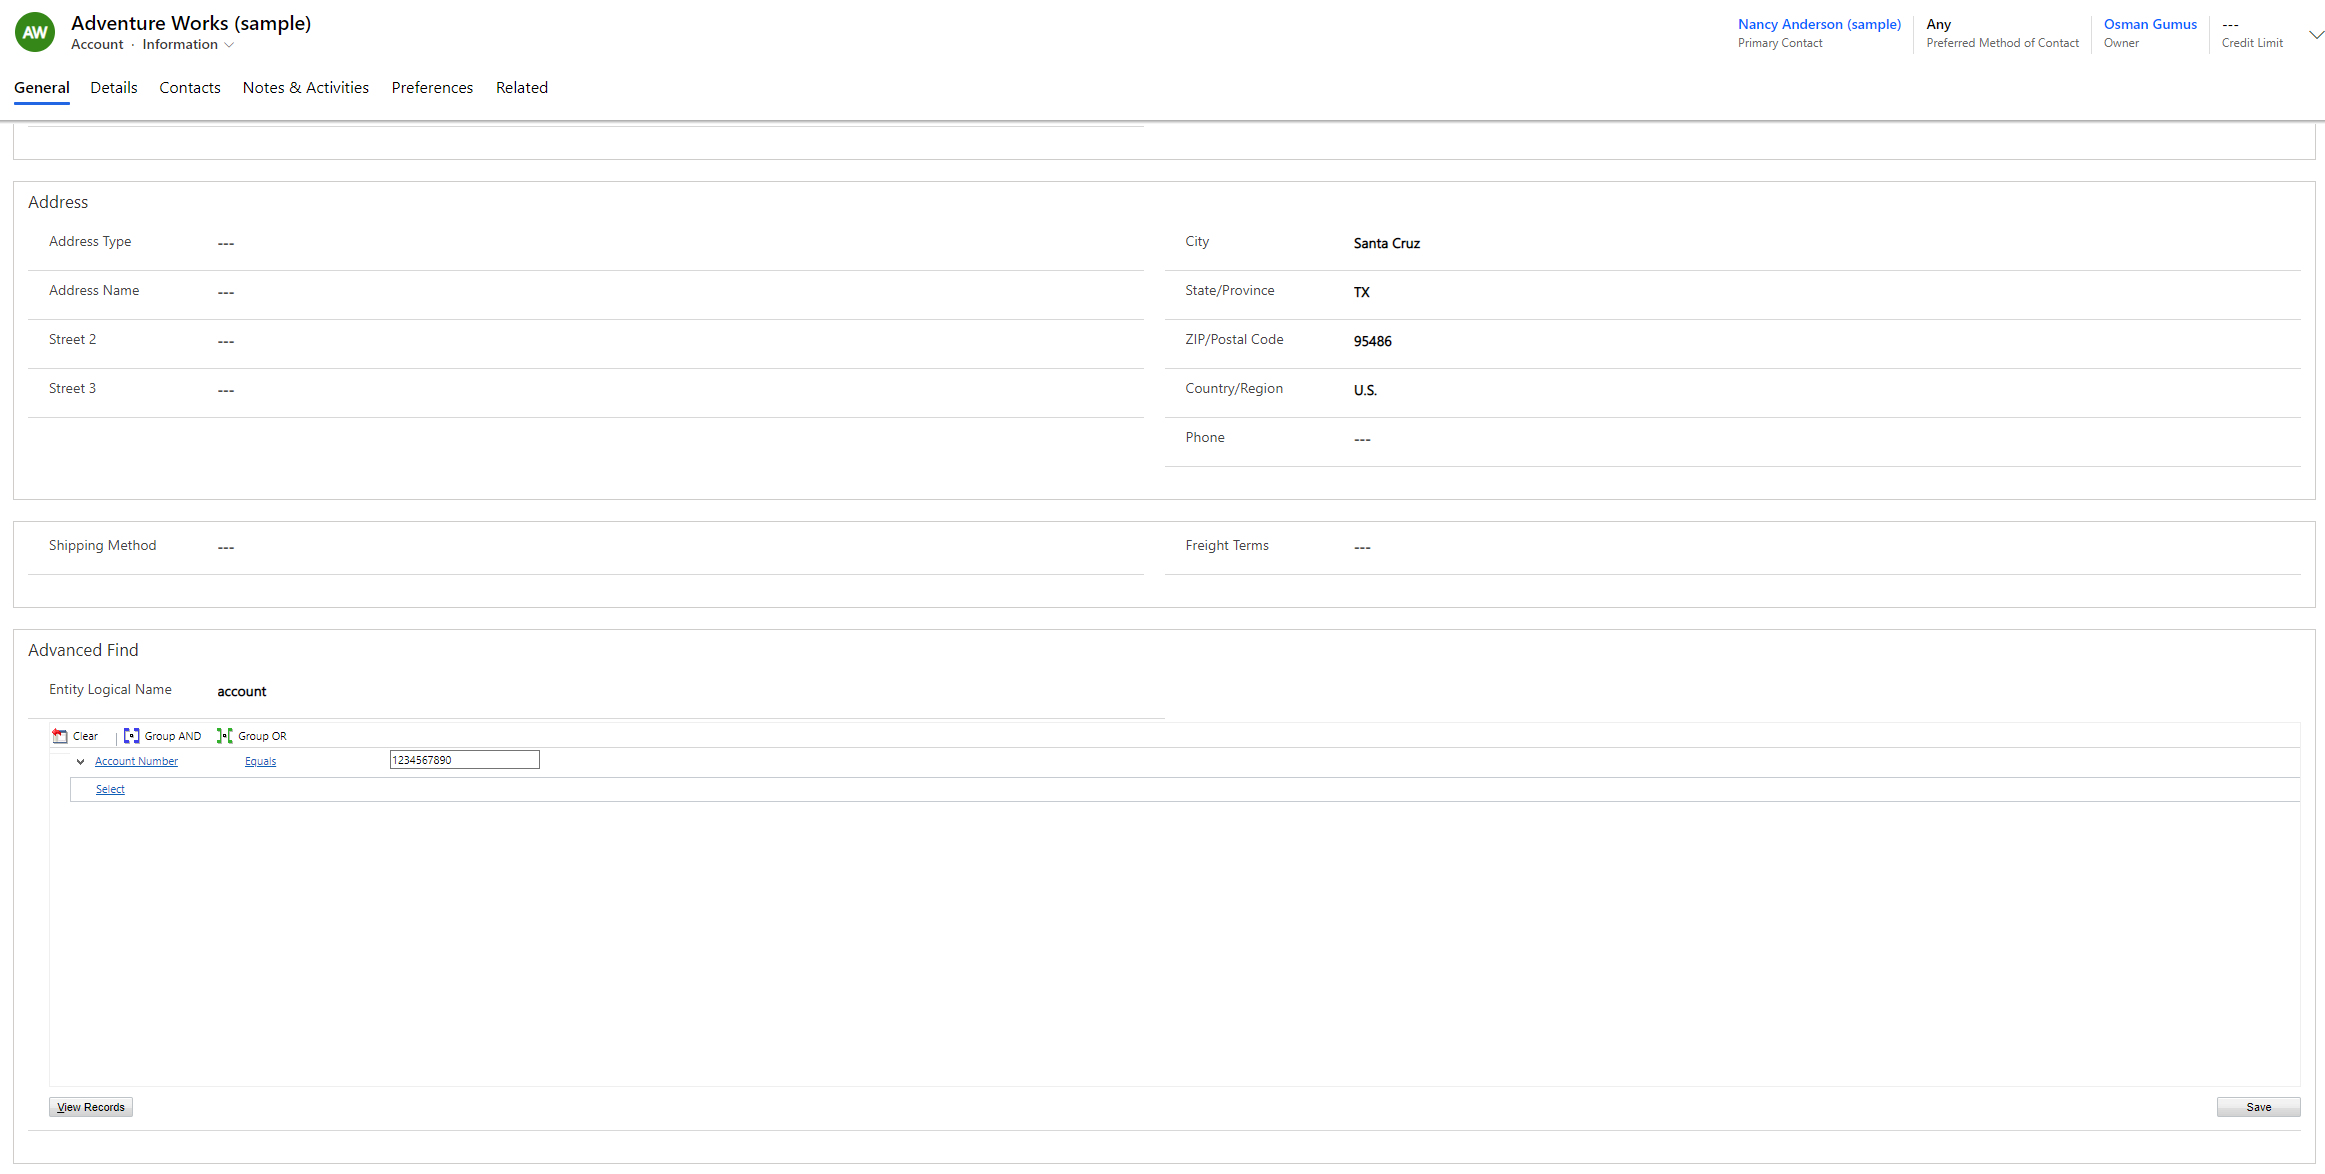 AW
Adventure Works (sample)
Account · Information
Nancy Anderson (sample)
Primary Contact
Any
Preferred Method of Contact
Osman Gumus
Owner
---
Credit Limit
General Details Contacts Notes & Activities Preferences Related
Address
Address Type ---
Address Name ---
Street 2 ---
Street 3 ---
City Santa Cruz
State/Province TX
ZIP/Postal Code 95486
Country/Region U.S.
Phone ---
Shipping Method ---
Freight Terms ---
Advanced Find
Entity Logical Name account
Clear Group AND Group OR
Account Number Equals 1234567890
Select
View Records Save